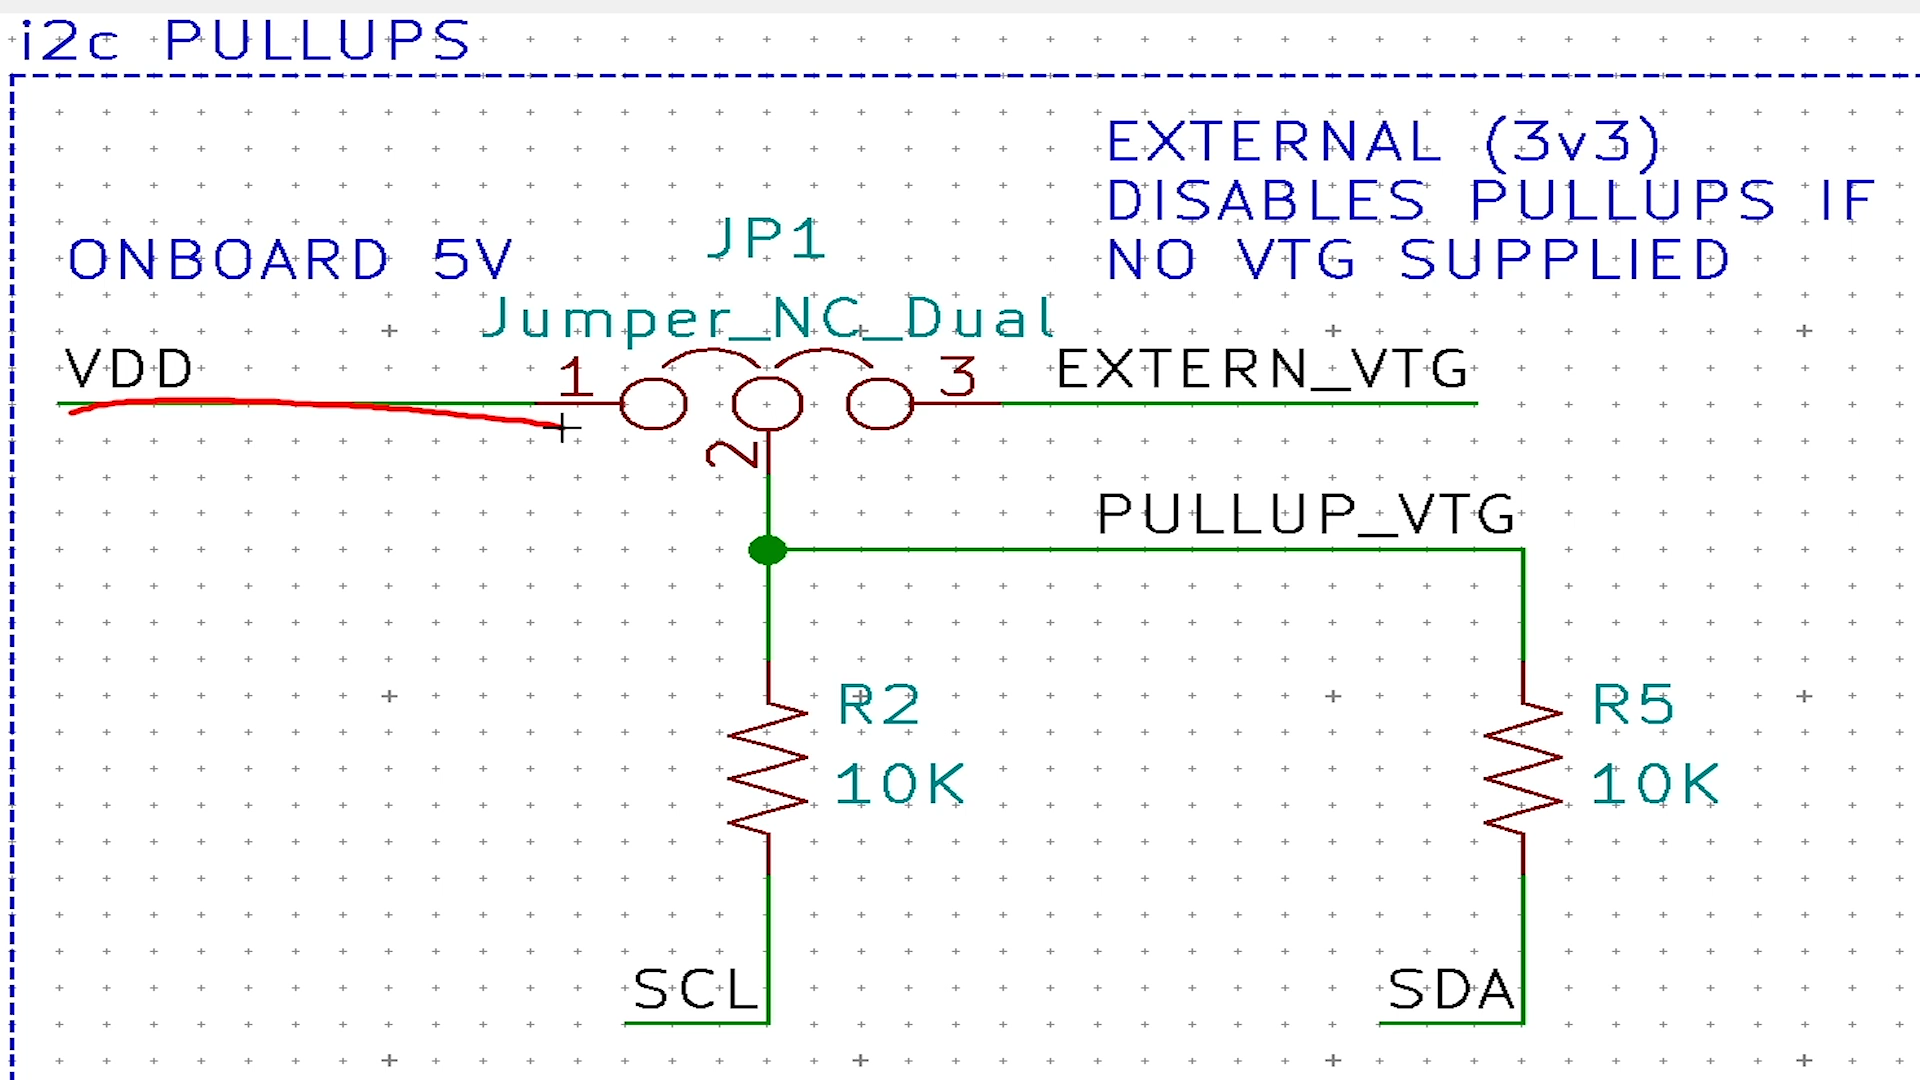 i2c PULLUPS
EXTERNAL (3v3)
DISABLES PULLUPS IF
NO VTG SUPPLIED
ONBOARD 5V
JP1
Jumper_NC_Dual
VDD
1
3
EXTERN_VTG
2
PULLUP_VTG
R2
10K
R5
10K
SCL
SDA